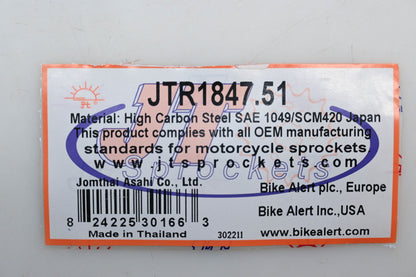 JTR1847.51
Material: High Carbon Steel SAE 1049/SCM420 Japan
This product complies with all OEM manufacturing
standards for motorcycle sprockets
www.jtsprockets.com
Sprockets
Jomthai Asahi Co., Ltd.
Bike Alert plc., Europe
8 24225 30166 3
Bike Alert Inc.,USA
Made in Thailand
302211
www.bikealert.com